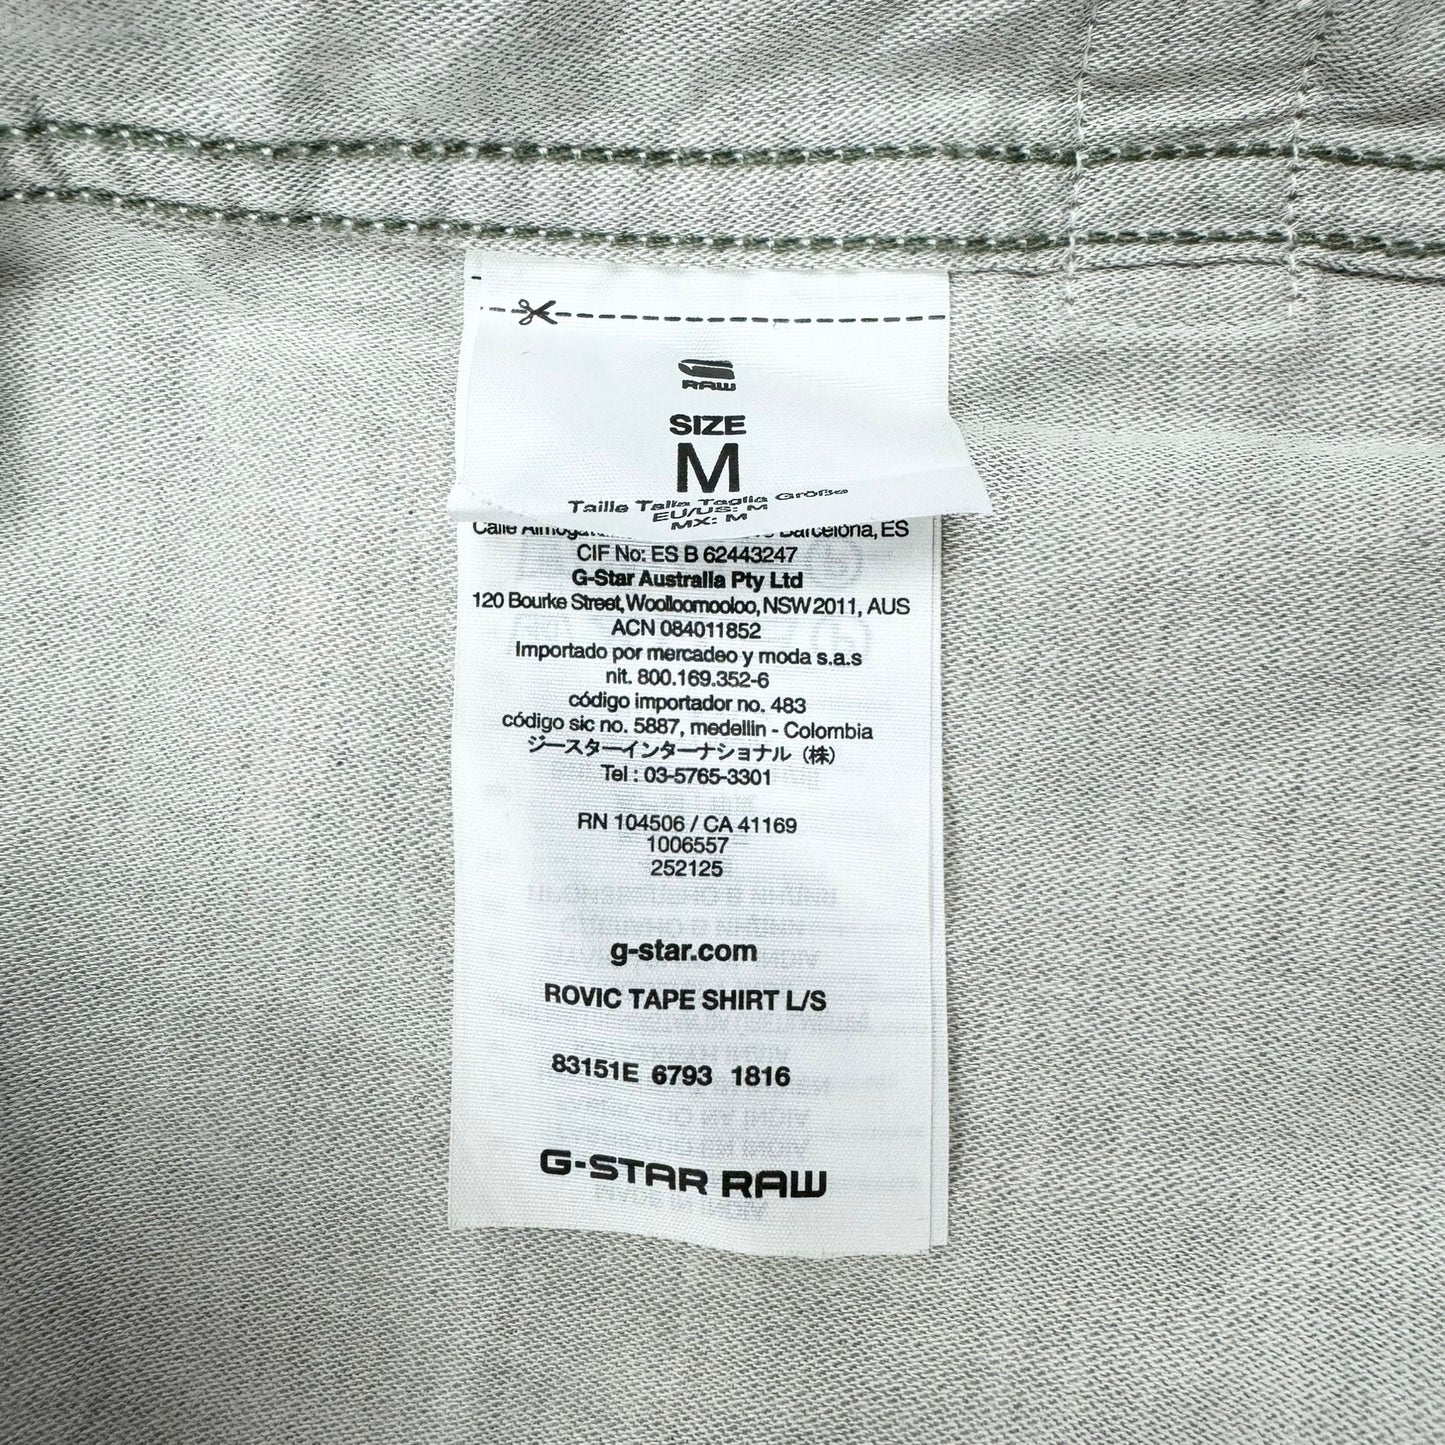 RAW
SIZE
M
Taille Talla Taglia Größe
EU/US: M
MX: M
Barcelona, ES
CIF No: ES B 62443247
G-Star Australia Pty Ltd
120 Bourke Street, Woolloomooloo, NSW 2011, AUS
ACN 084011852
Importado por mercadeo y moda s.a.s
nit. 800.169.352-6
código importador no. 483
código sic no. 5887, medellin - Colombia
ジースターインターナショナル（株）
Tel : 03-5765-3301
RN 104506 / CA 41169
1006557
252125
g-star.com
ROVIC TAPE SHIRT L/S
83151E 6793 1816
G-STAR RAW